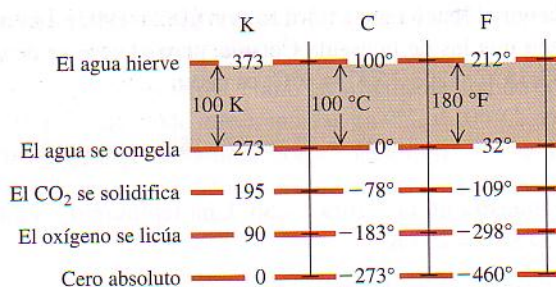 K C F
El agua hierve 373 100° 212°
100 K 100 °C 180 °F
El agua se congela 273 0° 32°
El CO₂ se solidifica 195 −78° −109°
El oxígeno se licúa 90 −183° −298°
Cero absoluto 0 −273° −460°